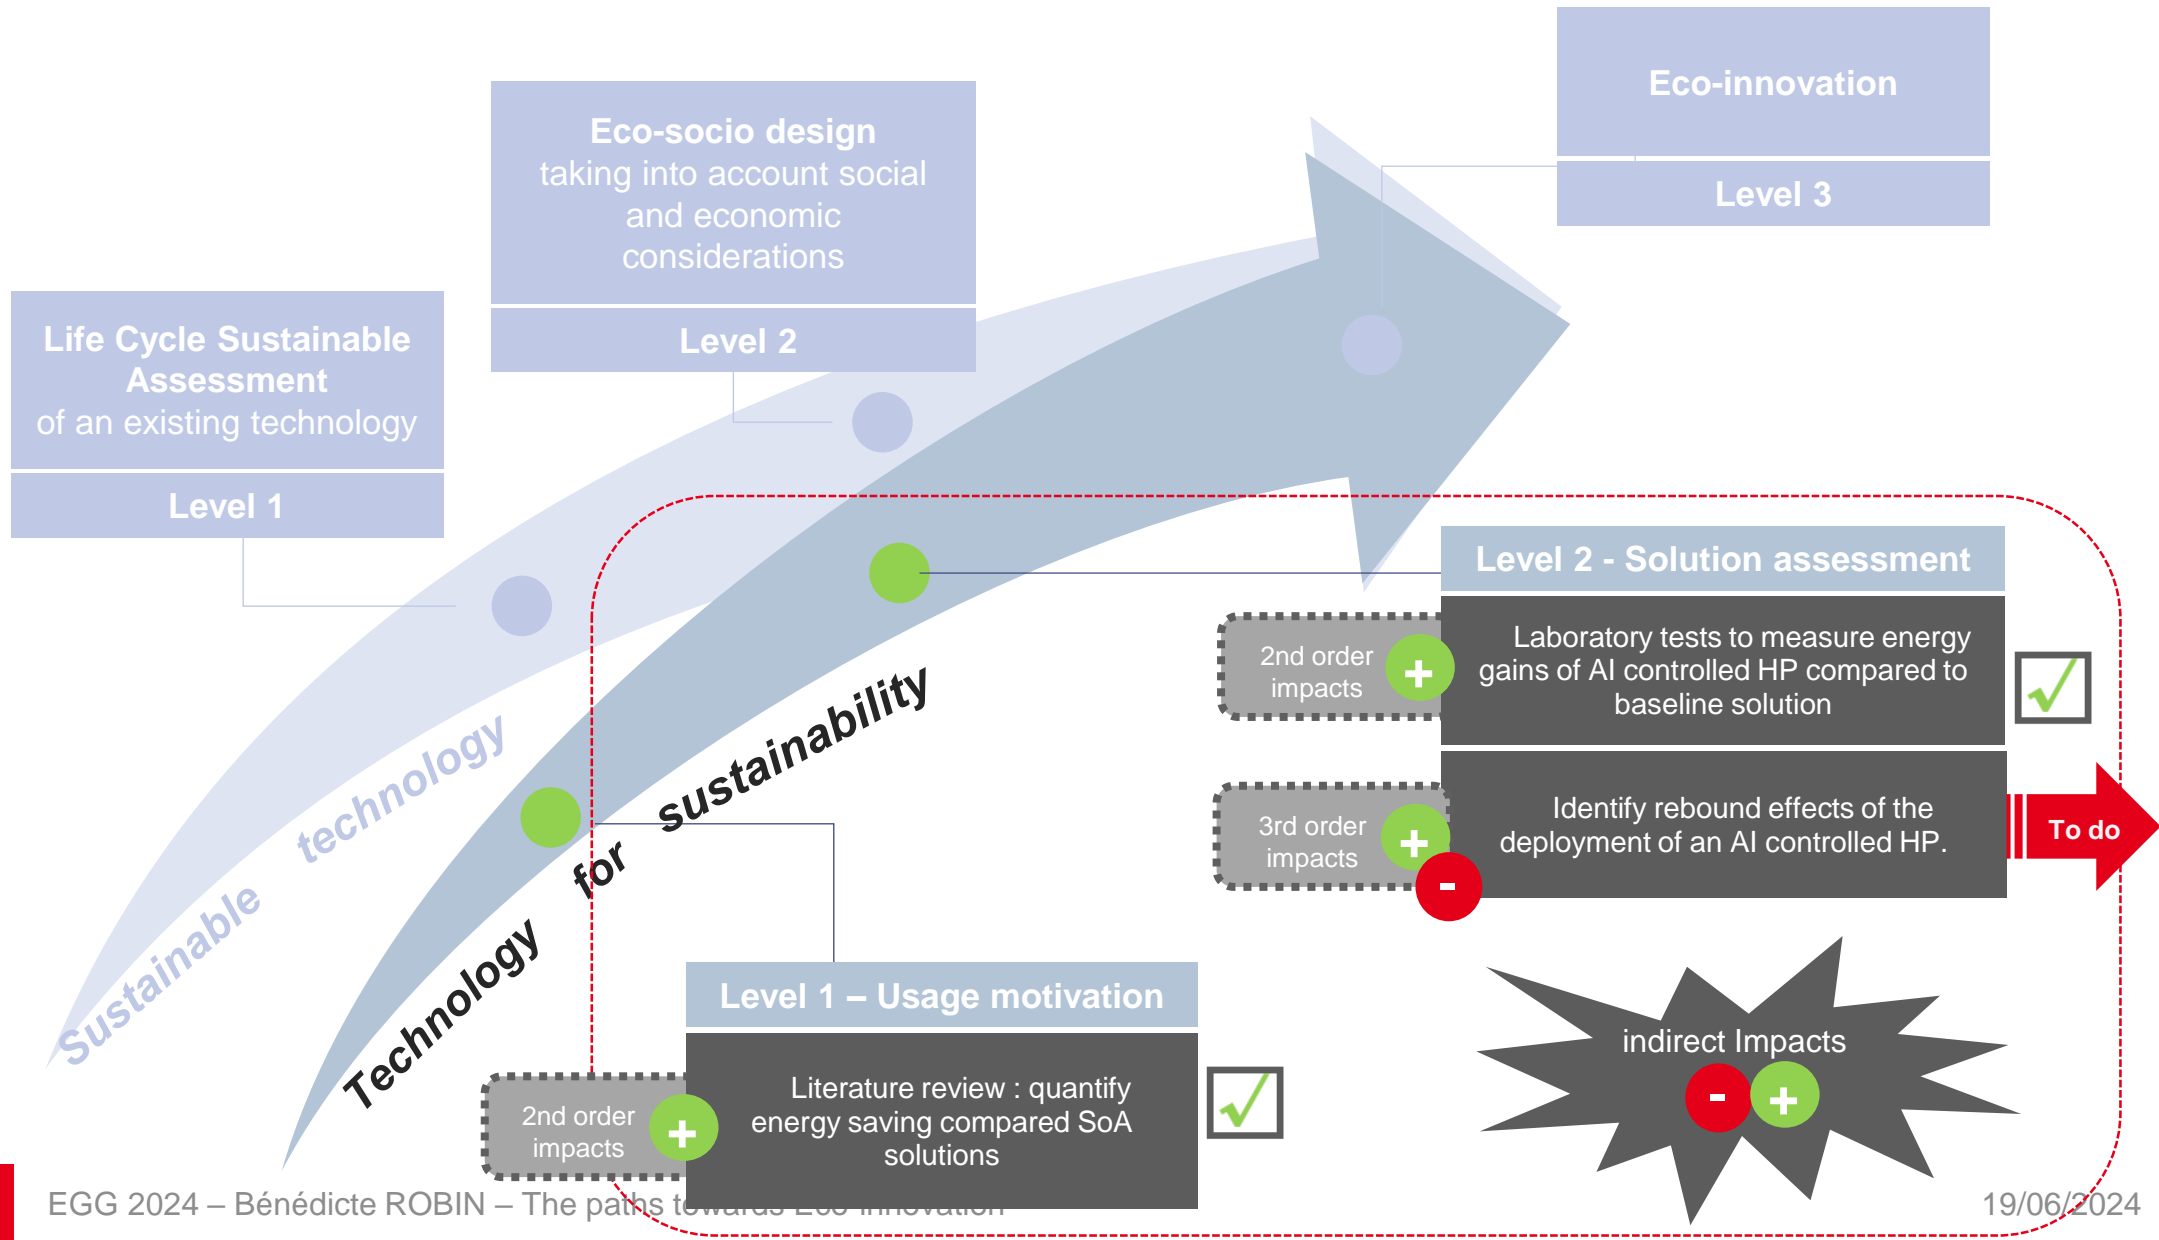 Eco-innovation
Level 3
Eco-socio design
taking into account social
and economic
considerations
Level 2
Life Cycle Sustainable
Assessment
of an existing technology
Level 1
Sustainable technology
Technology for sustainability
Level 2 - Solution assessment
2nd order
impacts
+
Laboratory tests to measure energy
gains of AI controlled HP compared to
baseline solution
3rd order
impacts
+
-
Identify rebound effects of the
deployment of an AI controlled HP.
To do
indirect Impacts
- +
Level 1 – Usage motivation
2nd order
impacts
+
Literature review : quantify
energy saving compared SoA
solutions
EGG 2024 – Bénédicte ROBIN – The paths towards Eco-innovation
19/06/2024